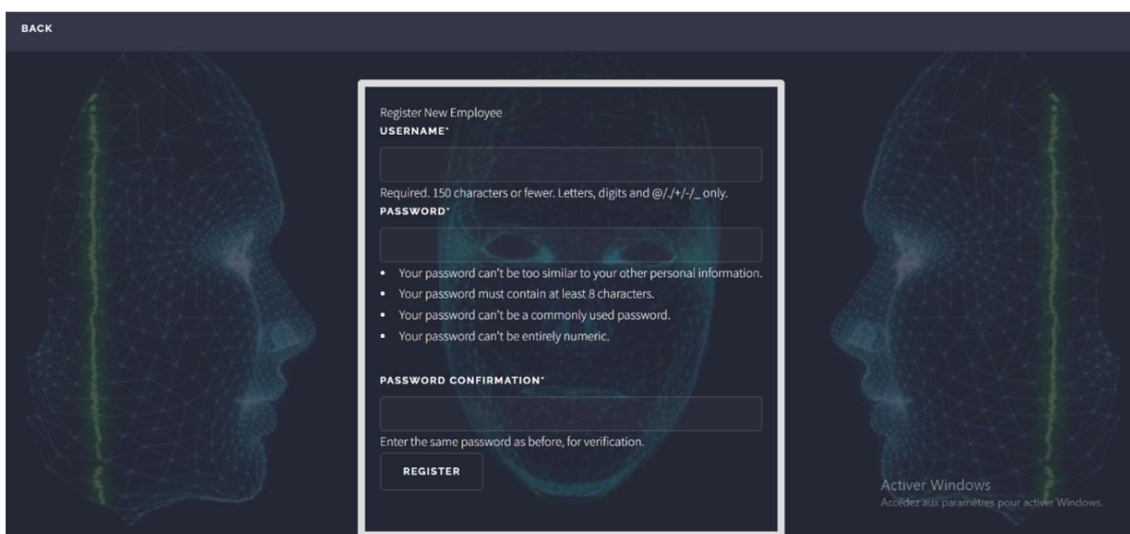 BACK
Register New Employee
USERNAME*
Required. 150 characters or fewer. Letters, digits and @/./+/-/_ only.
PASSWORD*
• Your password can't be too similar to your other personal information.
• Your password must contain at least 8 characters.
• Your password can't be a commonly used password.
• Your password can't be entirely numeric.
PASSWORD CONFIRMATION*
Enter the same password as before, for verification.
REGISTER
Activer Windows
Accédez aux paramètres pour activer Windows.